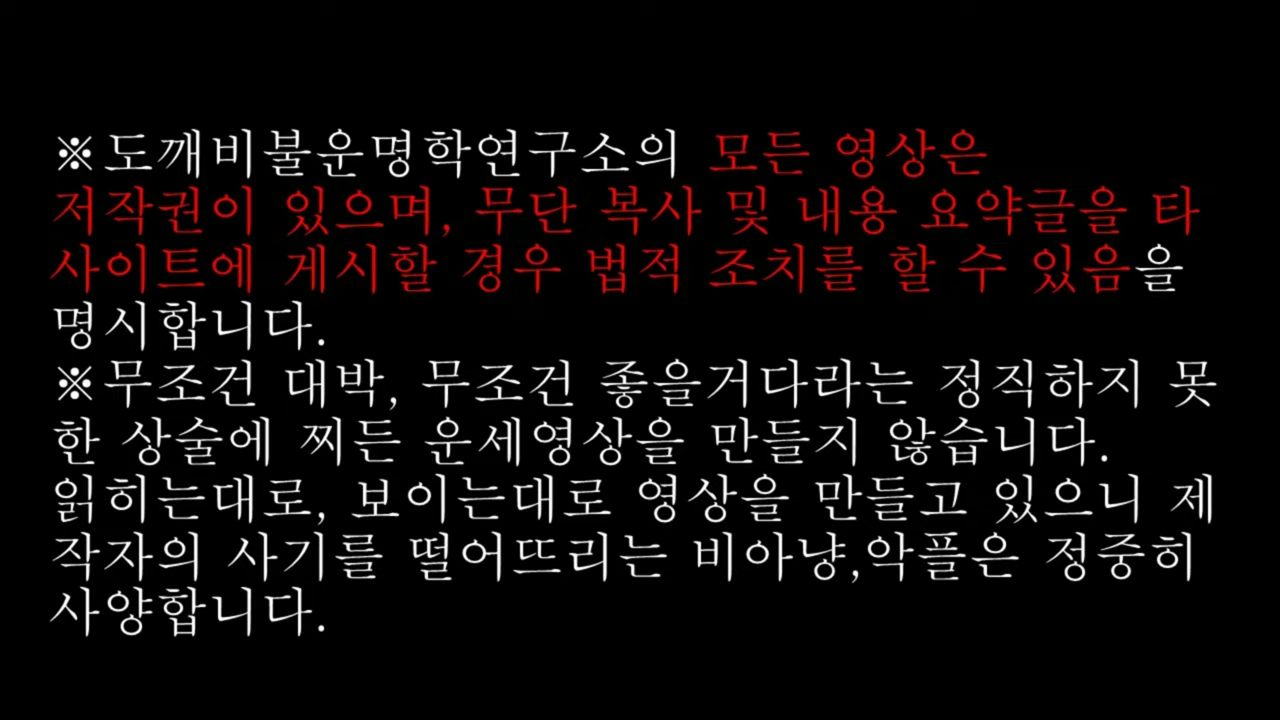 ※도깨비불운명학연구소의 모든 영상은
저작권이 있으며, 무단 복사 및 내용 요약글을 타
사이트에 게시할 경우 법적 조치를 할 수 있음을
명시합니다.
※무조건 대박, 무조건 좋을거다라는 정직하지 못
한 상술에 찌든 운세영상을 만들지 않습니다.
읽히는대로, 보이는대로 영상을 만들고 있으니 제
작자의 사기를 떨어뜨리는 비아냥,악플은 정중히
사양합니다.